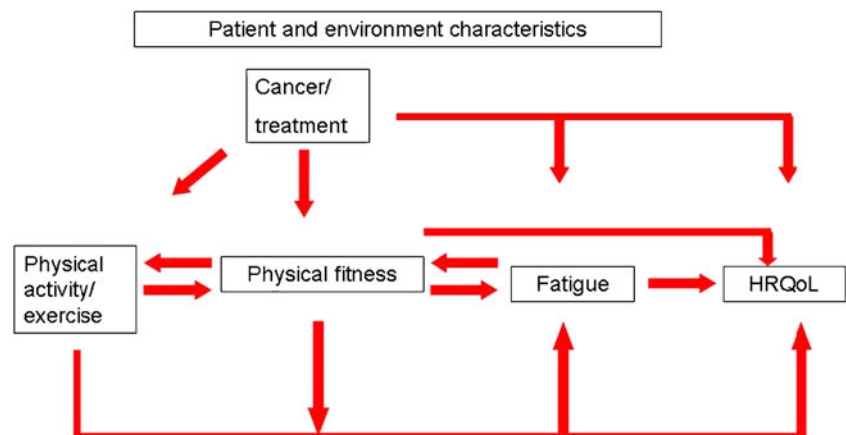 Patient and environment characteristics
Cancer/
treatment
Physical
activity/
exercise
Physical fitness
Fatigue
HRQoL